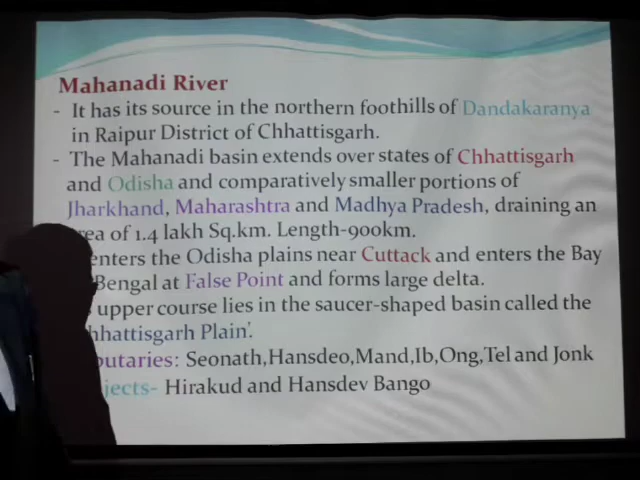 Mahanadi River
- It has its source in the northern foothills of Dandakaranya
in Raipur District of Chhattisgarh.
- The Mahanadi basin extends over states of Chhattisgarh
and Odisha and comparatively smaller portions of
Jharkhand, Maharashtra and Madhya Pradesh, draining an
rea of 1.4 lakh Sq.km. Length-900km.
enters the Odisha plains near Cuttack and enters the Bay
Bengal at False Point and forms large delta.
upper course lies in the saucer-shaped basin called the
hhattisgarh Plain'.
butaries: Seonath,Hansdeo,Mand,Ib,Ong,Tel and Jonk
jects- Hirakud and Hansdev Bango